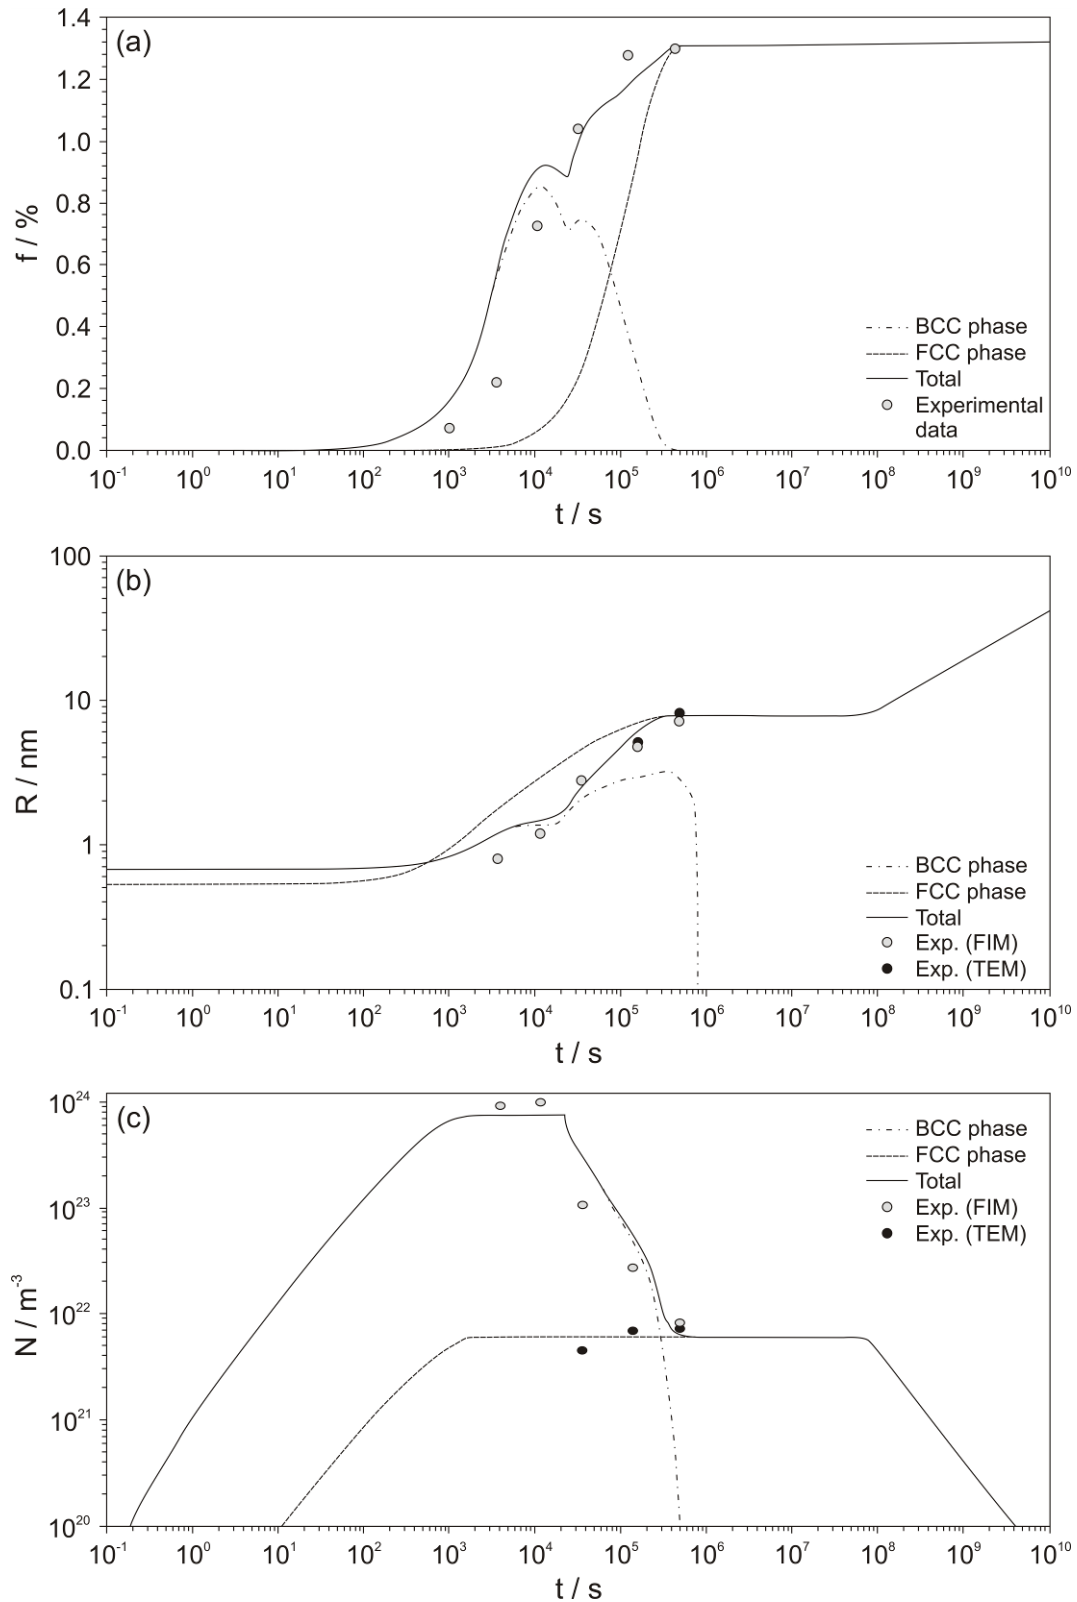 (a)
1.4
1.2
1.0
0.8
0.6
0.4
0.2
0.0
f / %
BCC phase
FCC phase
Total
Experimental
data
10⁻¹ 10⁰ 10¹ 10² 10³ 10⁴ 10⁵ 10⁶ 10⁷ 10⁸ 10⁹ 10¹⁰
t / s
(b)
100
10
1
0.1
R / nm
BCC phase
FCC phase
Total
Exp. (FIM)
Exp. (TEM)
10⁻¹ 10⁰ 10¹ 10² 10³ 10⁴ 10⁵ 10⁶ 10⁷ 10⁸ 10⁹ 10¹⁰
t / s
(c)
10²⁴
10²³
10²²
10²¹
10²⁰
N / m⁻³
BCC phase
FCC phase
Total
Exp. (FIM)
Exp. (TEM)
10⁻¹ 10⁰ 10¹ 10² 10³ 10⁴ 10⁵ 10⁶ 10⁷ 10⁸ 10⁹ 10¹⁰
t / s